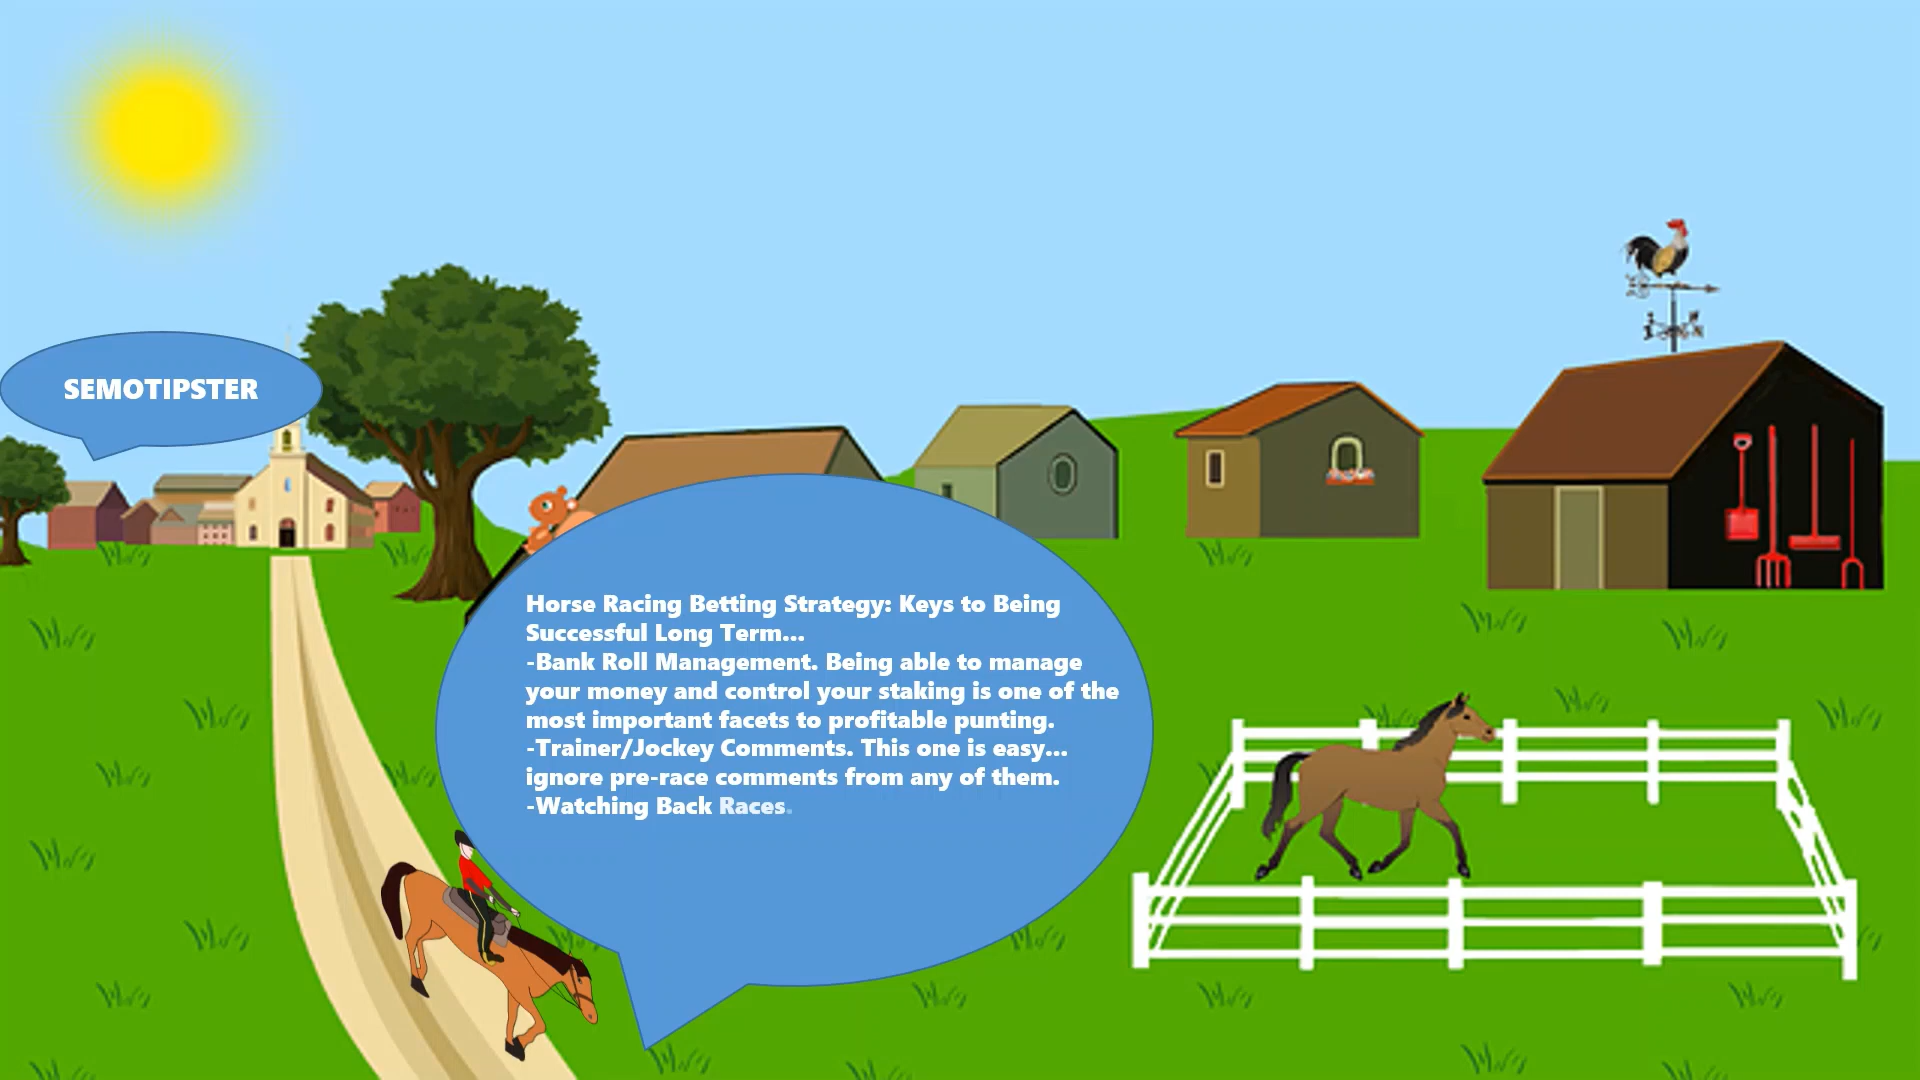 SEMOTIPSTER
Horse Racing Betting Strategy: Keys to Being
Successful Long Term...
-Bank Roll Management. Being able to manage
your money and control your staking is one of the
most important facets to profitable punting.
-Trainer/Jockey Comments. This one is easy...
ignore pre-race comments from any of them.
-Watching Back Races.